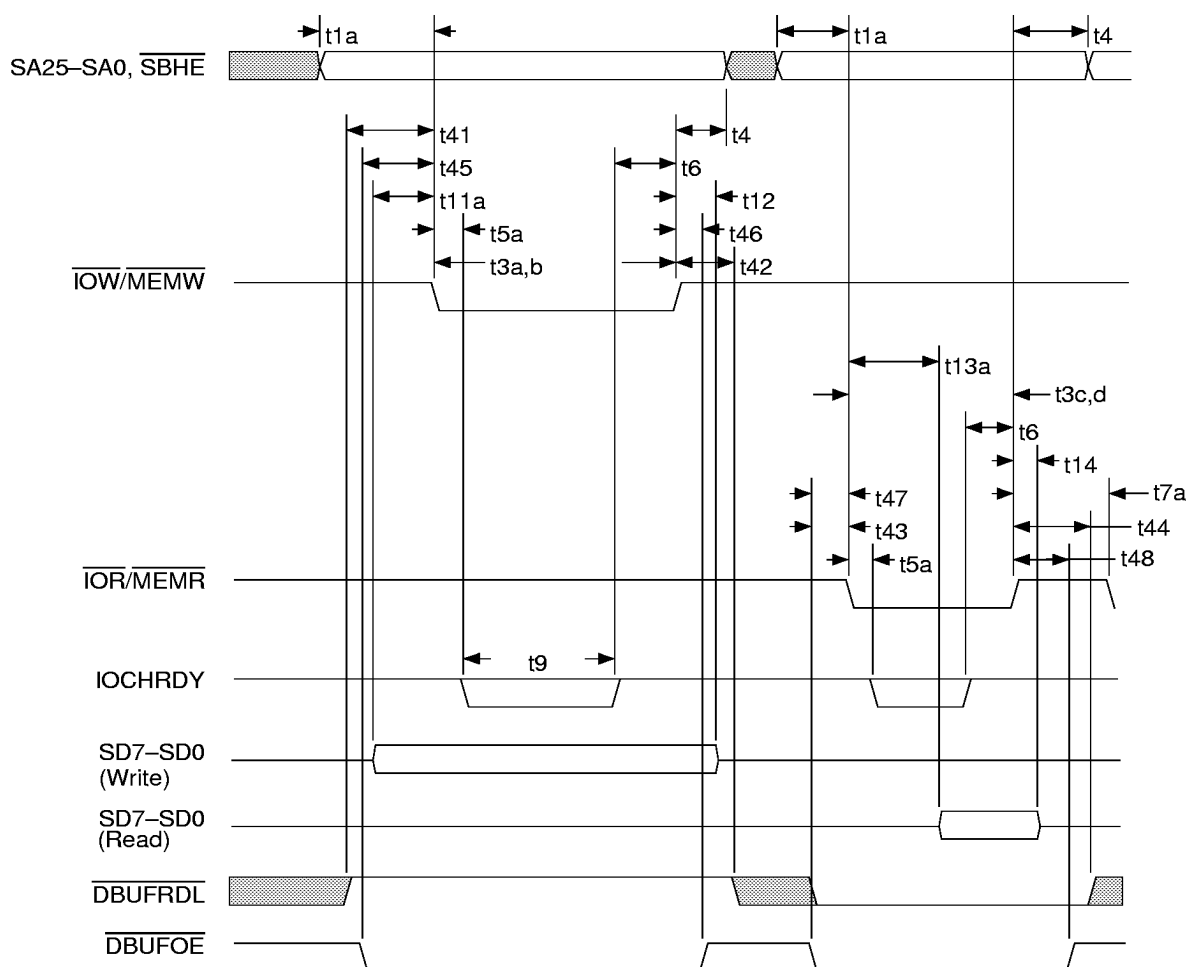 t1a
t1a
t4
SA25–SA0, SBHE
t41
t4
t45
t6
t11a
t12
t5a
t46
t3a,b
t42
IOW/MEMW
t13a
t3c,d
t6
t14
t47
t7a
t43
t44
t5a
t48
IOR/MEMR
t9
IOCHRDY
SD7–SD0
(Write)
SD7–SD0
(Read)
DBUFRDL
DBUFOE